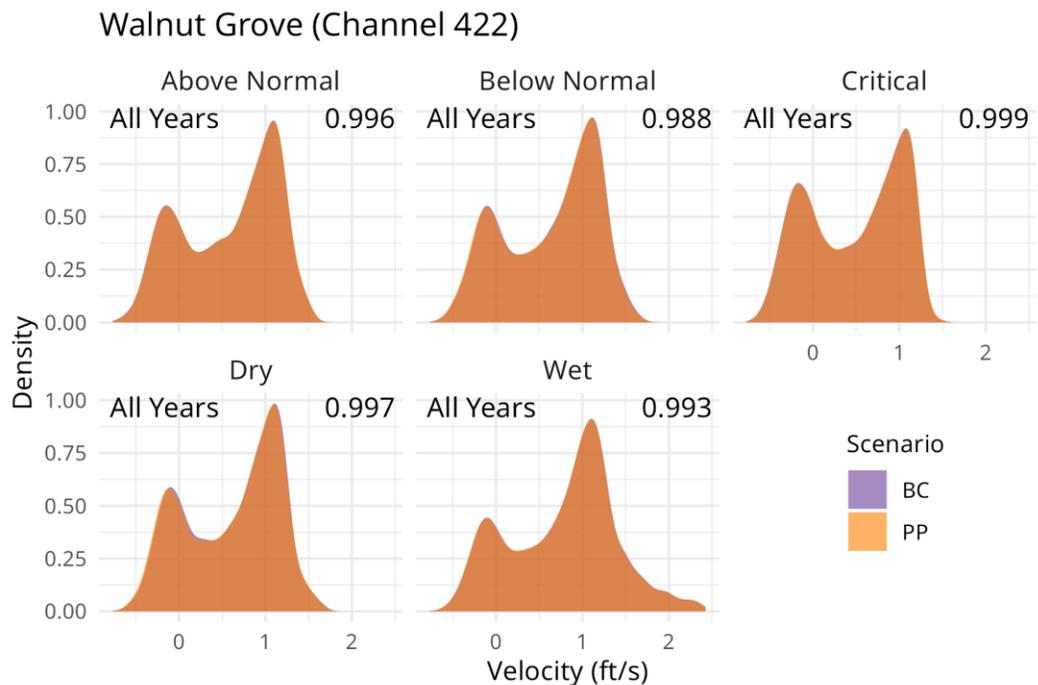 Walnut Grove (Channel 422)
Above Normal
Below Normal
Critical
All Years 0.996
All Years 0.988
All Years 0.999
1.00
0.75
0.50
0.25
0.00
0 1 2
Density
Dry
Wet
All Years 0.997
All Years 0.993
1.00
0.75
0.50
0.25
0.00
0 1 2
0 1 2
Velocity (ft/s)
Scenario
BC
PP